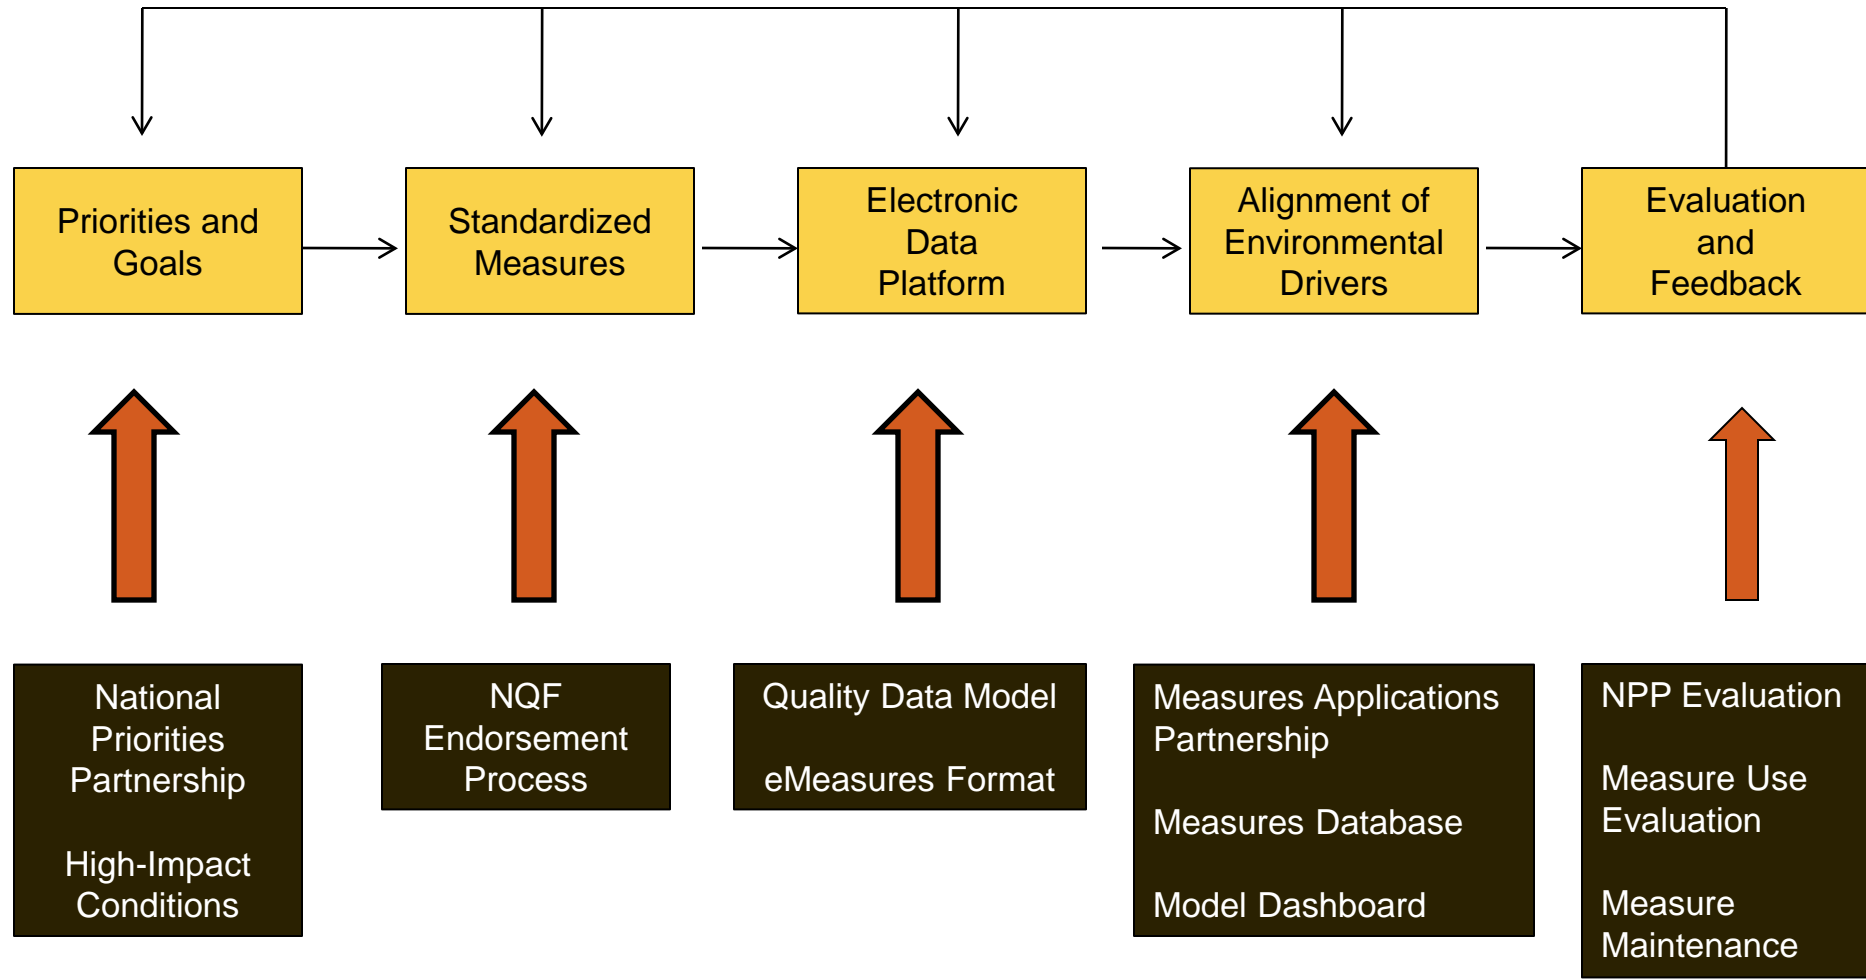 Priorities and
Goals
Standardized
Measures
Electronic
Data
Platform
Alignment of
Environmental
Drivers
Evaluation
and
Feedback
National
Priorities
Partnership
High-Impact
Conditions
NQF
Endorsement
Process
Quality Data Model
eMeasures Format
Measures Applications
Partnership
Measures Database
Model Dashboard
NPP Evaluation
Measure Use
Evaluation
Measure
Maintenance